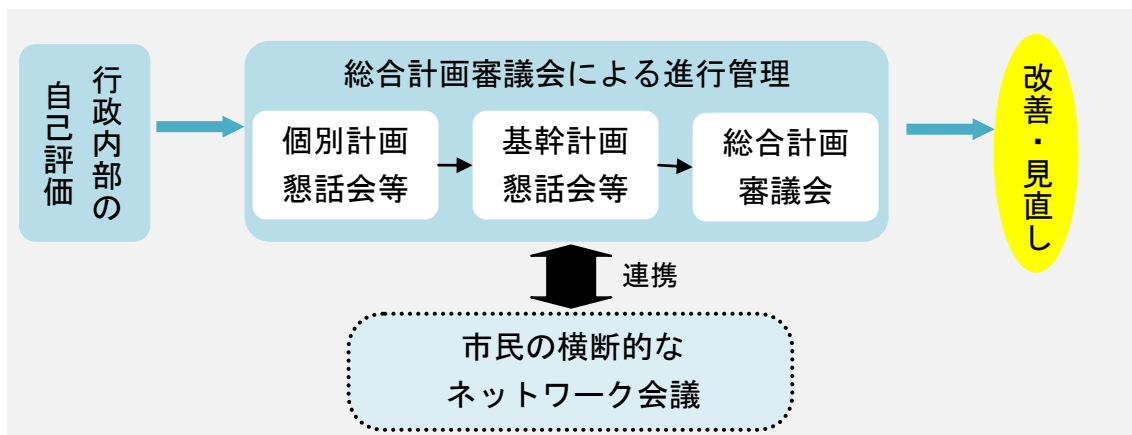 行政内部の
自己評価
総合計画審議会による進行管理
個別計画
懇話会等
基幹計画
懇話会等
総合計画
審議会
改善・見直し
連携
市民の横断的な
ネットワーク会議